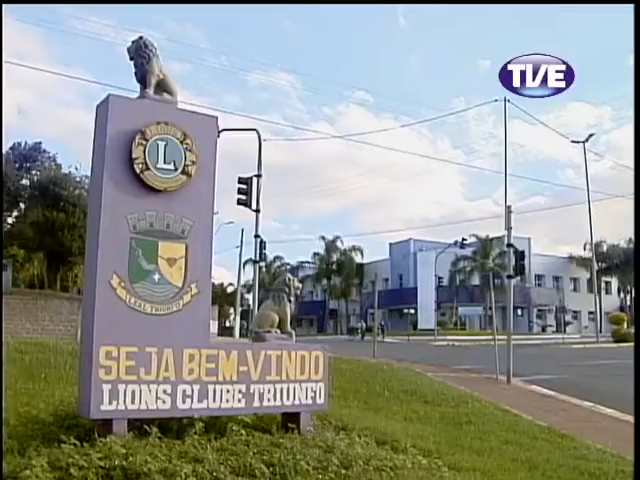 TVE
LIONS
L
LEAL TRIUNFO
SEJA BEM-VINDO
LIONS CLUBE TRIUNFO